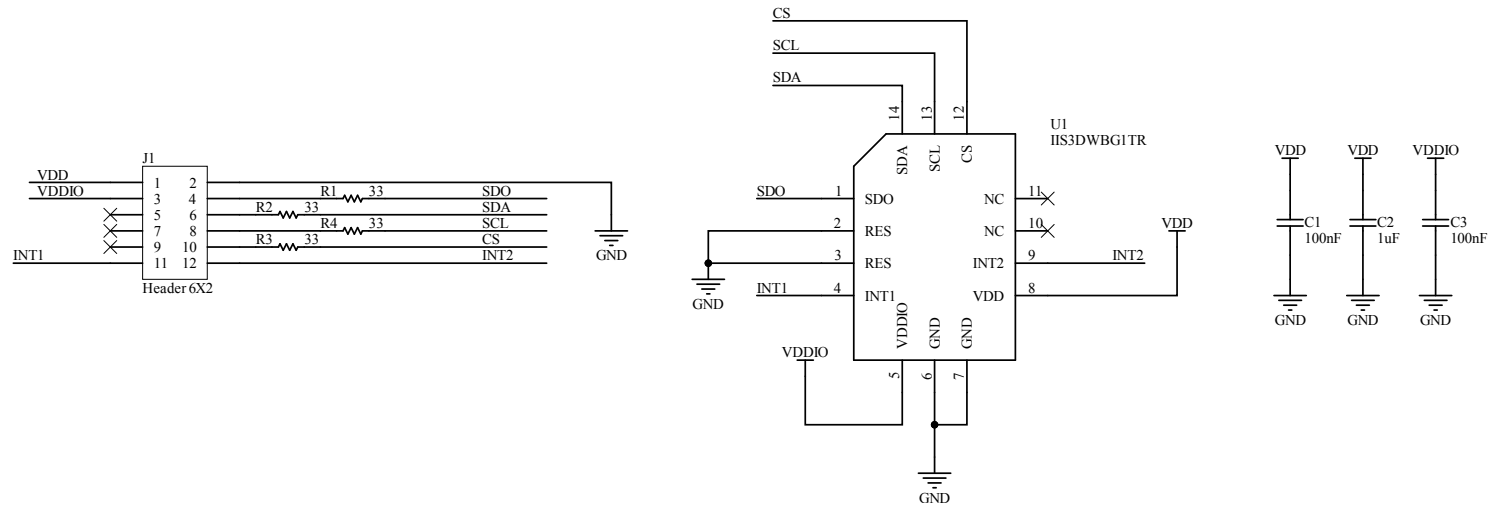 J1
VDD 1 2
VDDIO 3 4 R1 33 SDO
5 6 R2 33 SDA
7 8 R4 33 SCL
9 10 R3 33 CS
INT1 11 12 INT2
Header 6X2
GND
CS
SCL
SDA
14 13 12
U1
IIS3DWBG1TR
SDA SCL CS
SDO 1 SDO NC 11
2 RES NC 10
3 RES INT2 9 INT2
INT1 4 INT1 VDD 8
VDD
GND
VDDIO GND GND
VDDIO
5 6 7
GND
VDD VDD VDDIO
C1 C2 C3
100nF 1uF 100nF
GND GND GND